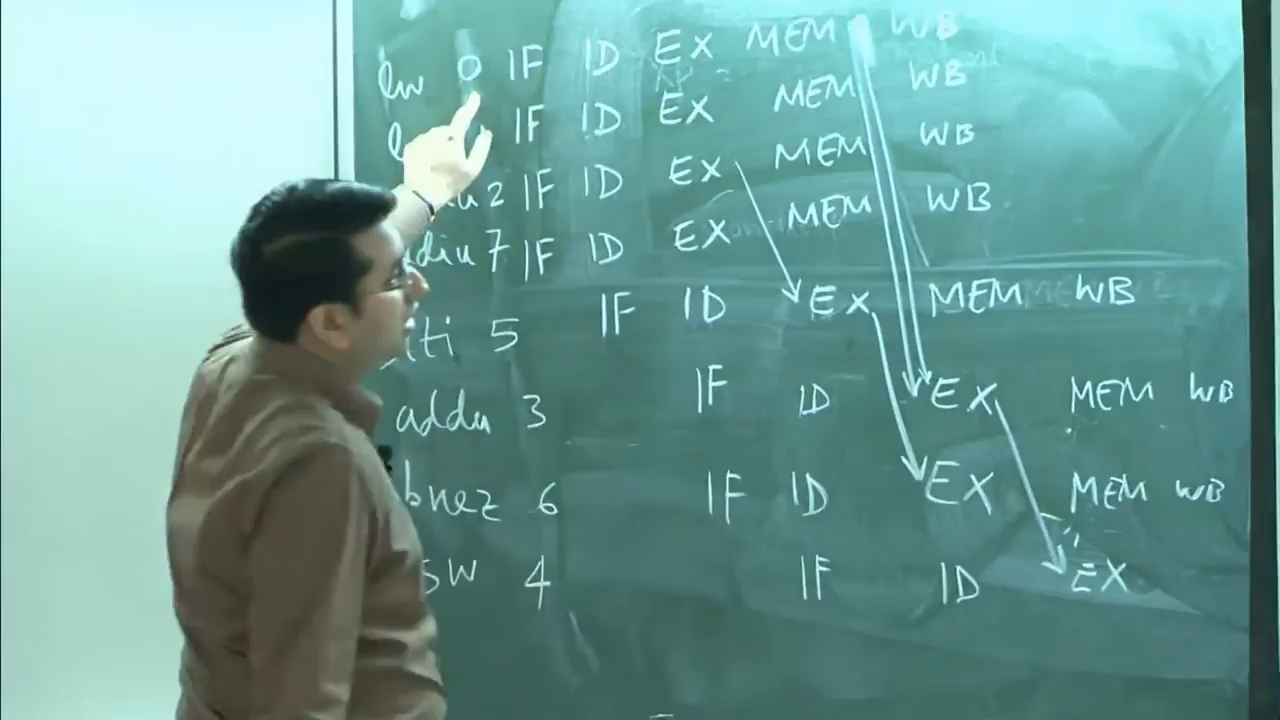 lw 0 IF ID EX MEM WB
IF ID EX MEM WB
2 IF ID EX MEM WB
diu 7 IF ID EX MEM WB
ti 5 IF ID EX MEM WB
addu 3 IF ID EX MEM WB
bnez 6 IF ID EX MEM WB
sw 4 IF ID EX